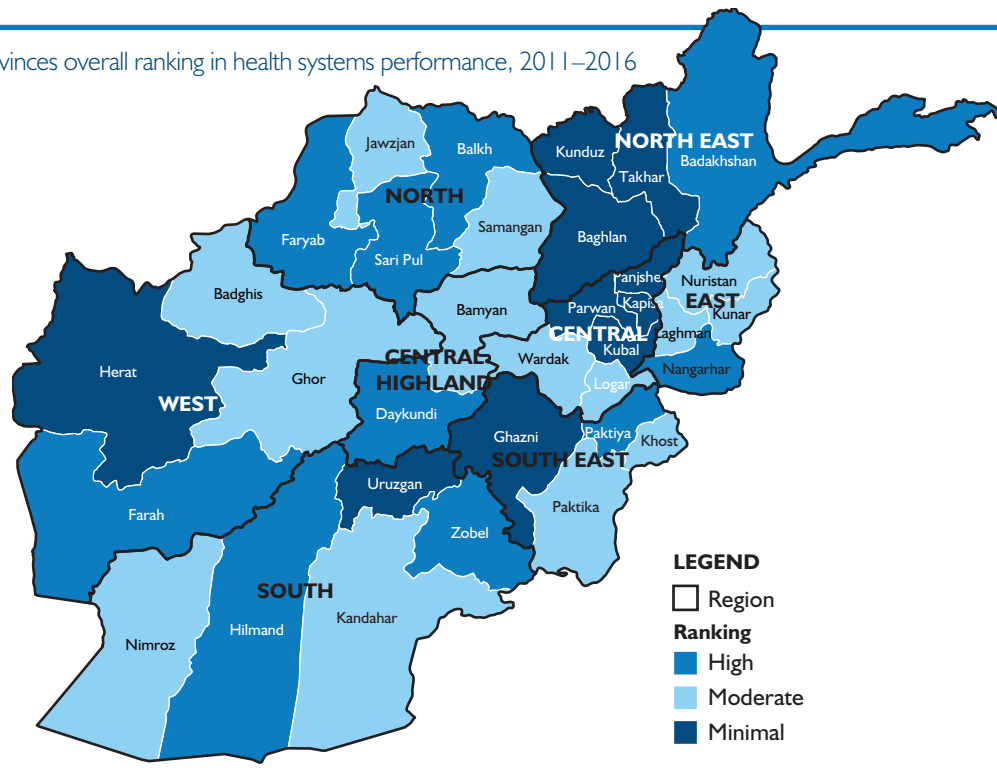 vinces overall ranking in health systems performance, 2011–2016
Jawzjan
Balkh
Kunduz
NORTH EAST
Badakhshan
Takhar
NORTH
Samangan
Faryab
Sari Pul
Baghlan
Badghis
Bamyan
Panjshe
Nuristan
Parwan
Kapisa
EAST
Kunar
CENTRAL
Laghman
Kubal
Herat
Ghor
CENTRAL
HIGHLAND
Wardak
Nangarhar
Logar
WEST
Daykundi
Ghazni
Paktiya
Khost
SOUTH EAST
Uruzgan
Farah
Paktika
Zobel
SOUTH
Kandahar
Hilmand
Nimroz
LEGEND
Region
Ranking
High
Moderate
Minimal